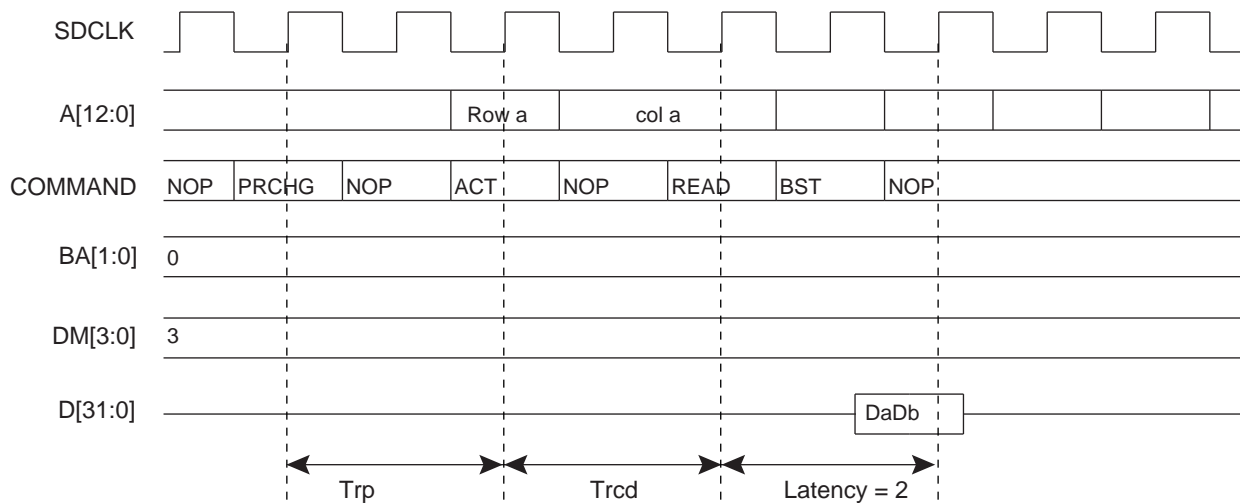 SDCLK
A[12:0] Row a col a
COMMAND NOP PRCHG NOP ACT NOP READ BST NOP
BA[1:0] 0
DM[3:0] 3
D[31:0] DaDb
Trp Trcd Latency = 2